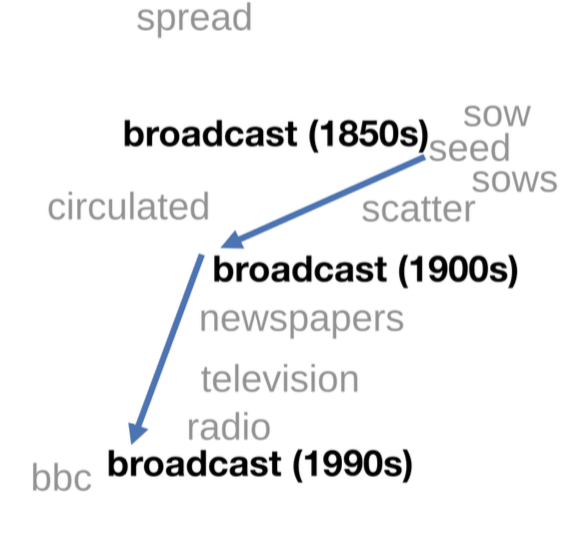 spread
broadcast (1850s)
sow
seed
sows
circulated
scatter
broadcast (1900s)
newspapers
television
radio
bbc
broadcast (1990s)